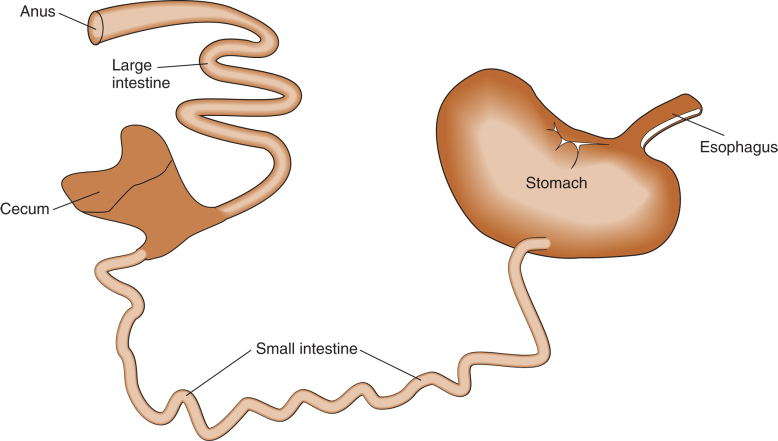 Anus
Large
intestine
Esophagus
Stomach
Cecum
Small intestine